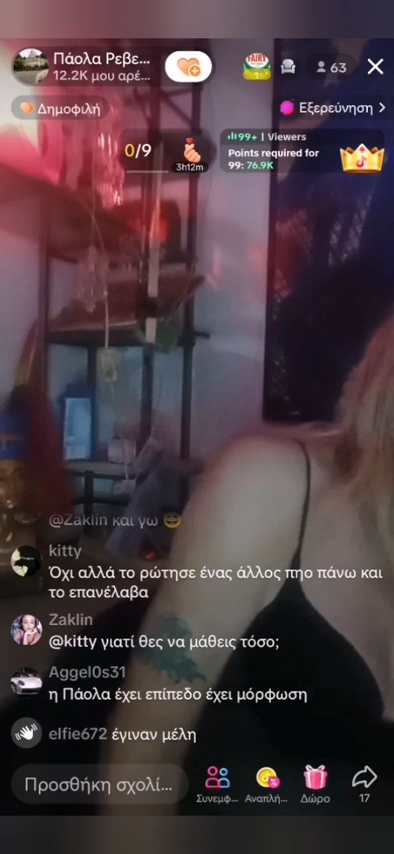 Πάολα Ρεβε...
12.2K μου αρέ...
FAIRY
63
Δημοφιλή
Εξερεύνηση >
0/9
3h12m
99+ | Viewers
Points required for
99: 76.9K
@Zaklin και γω 😄
kitty
Όχι αλλά το ρώτησε ένας άλλος πηο πάνω και
το επανέλαβα
Zaklin
@kitty γιατί θες να μάθεις τόσο;
Aggel0s31
η Πάολα έχει επίπεδο έχει μόρφωση
elfie672 έγιναν μέλη
Προσθήκη σχολί...
Συνεμφ...
Αναπλή...
Δώρο
17